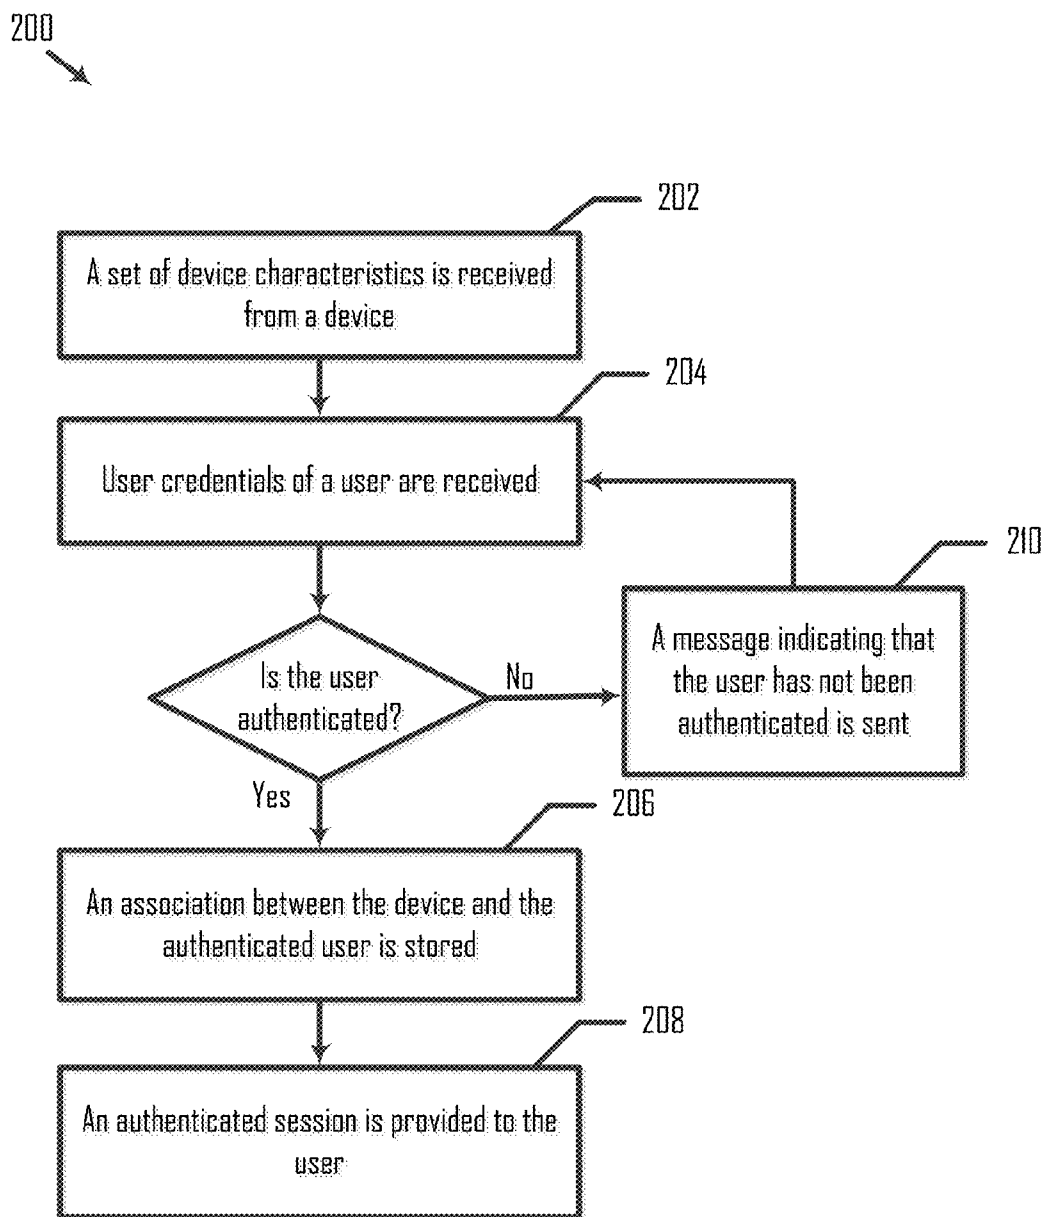 200
202
A set of device characteristics is received
from a device
204
User credentials of a user are received
210
A message indicating that
the user has not been
authenticated is sent
Is the user
authenticated?
No
Yes
206
An association between the device and the
authenticated user is stored
208
An authenticated session is provided to the
user